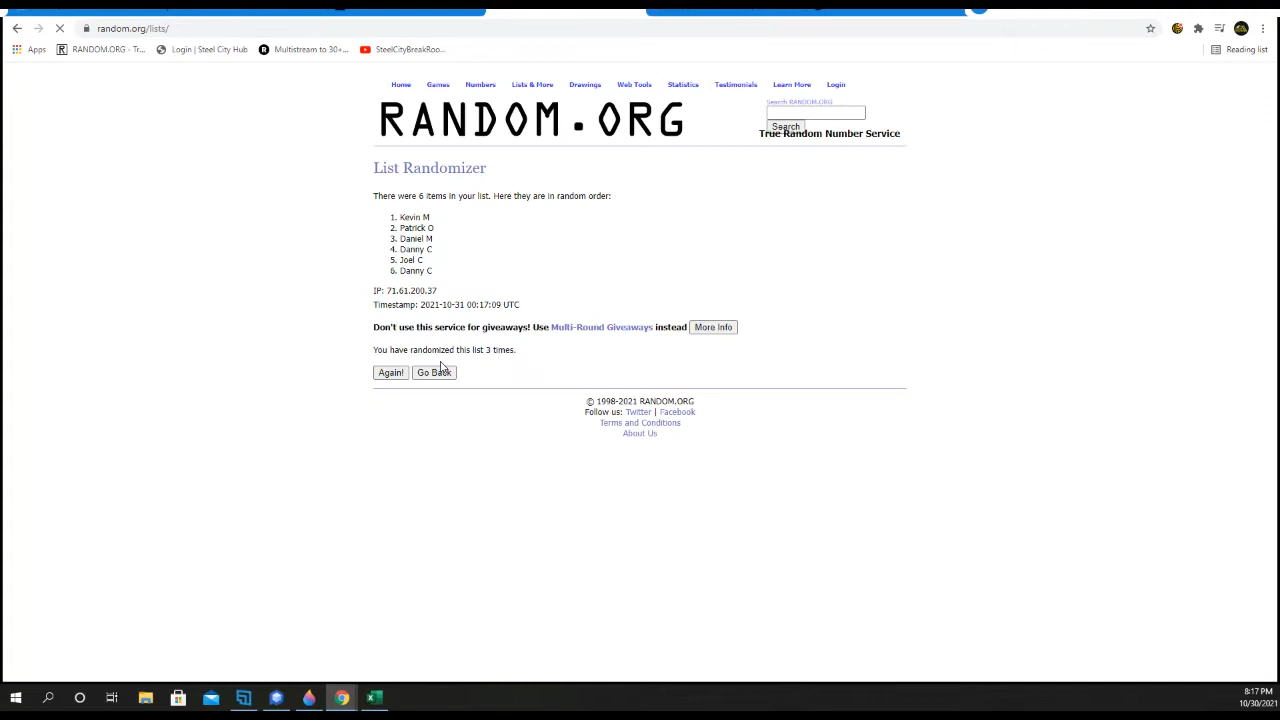 random.org/lists/
Apps
RANDOM.ORG - Tr...
Login | Steel City Hub
Multistream to 30+...
SteelCityBreakRoo...
Reading list
Home Games Numbers Lists & More Drawings Web Tools Statistics Testimonials Learn More Login
RANDOM.ORG
Search RANDOM.ORG
Search
True Random Number Service
List Randomizer
There were 6 items in your list. Here they are in random order:
1. Kevin M
2. Patrick O
3. Daniel M
4. Danny C
5. Joel C
6. Danny C
IP: 71.61.200.37
Timestamp: 2021-10-31 00:17:09 UTC
Don't use this service for giveaways! Use Multi-Round Giveaways instead More Info
You have randomized this list 3 times.
Again! Go Back
© 1998-2021 RANDOM.ORG
Follow us: Twitter | Facebook
Terms and Conditions
About Us
8:17 PM
10/30/2021